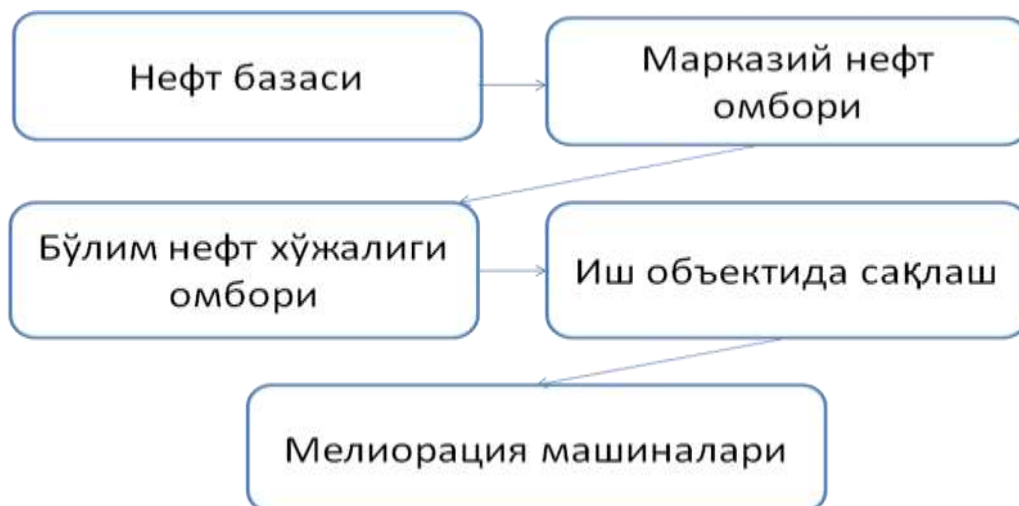 Нефт базаси
Марказий нефт
омбори
Бўлим нефт хўжалиги
омбори
Иш объектида сақлаш
Мелиорация машиналари